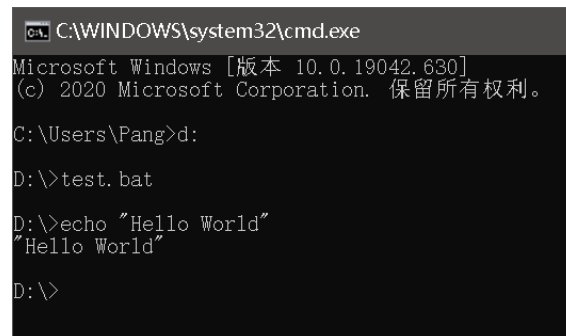 C:\WINDOWS\system32\cmd.exe
Microsoft Windows [版本 10.0.19042.630]
(c) 2020 Microsoft Corporation. 保留所有权利。
C:\Users\Pang>d:
D:\>test.bat
D:\>echo "Hello World"
"Hello World"
D:\>